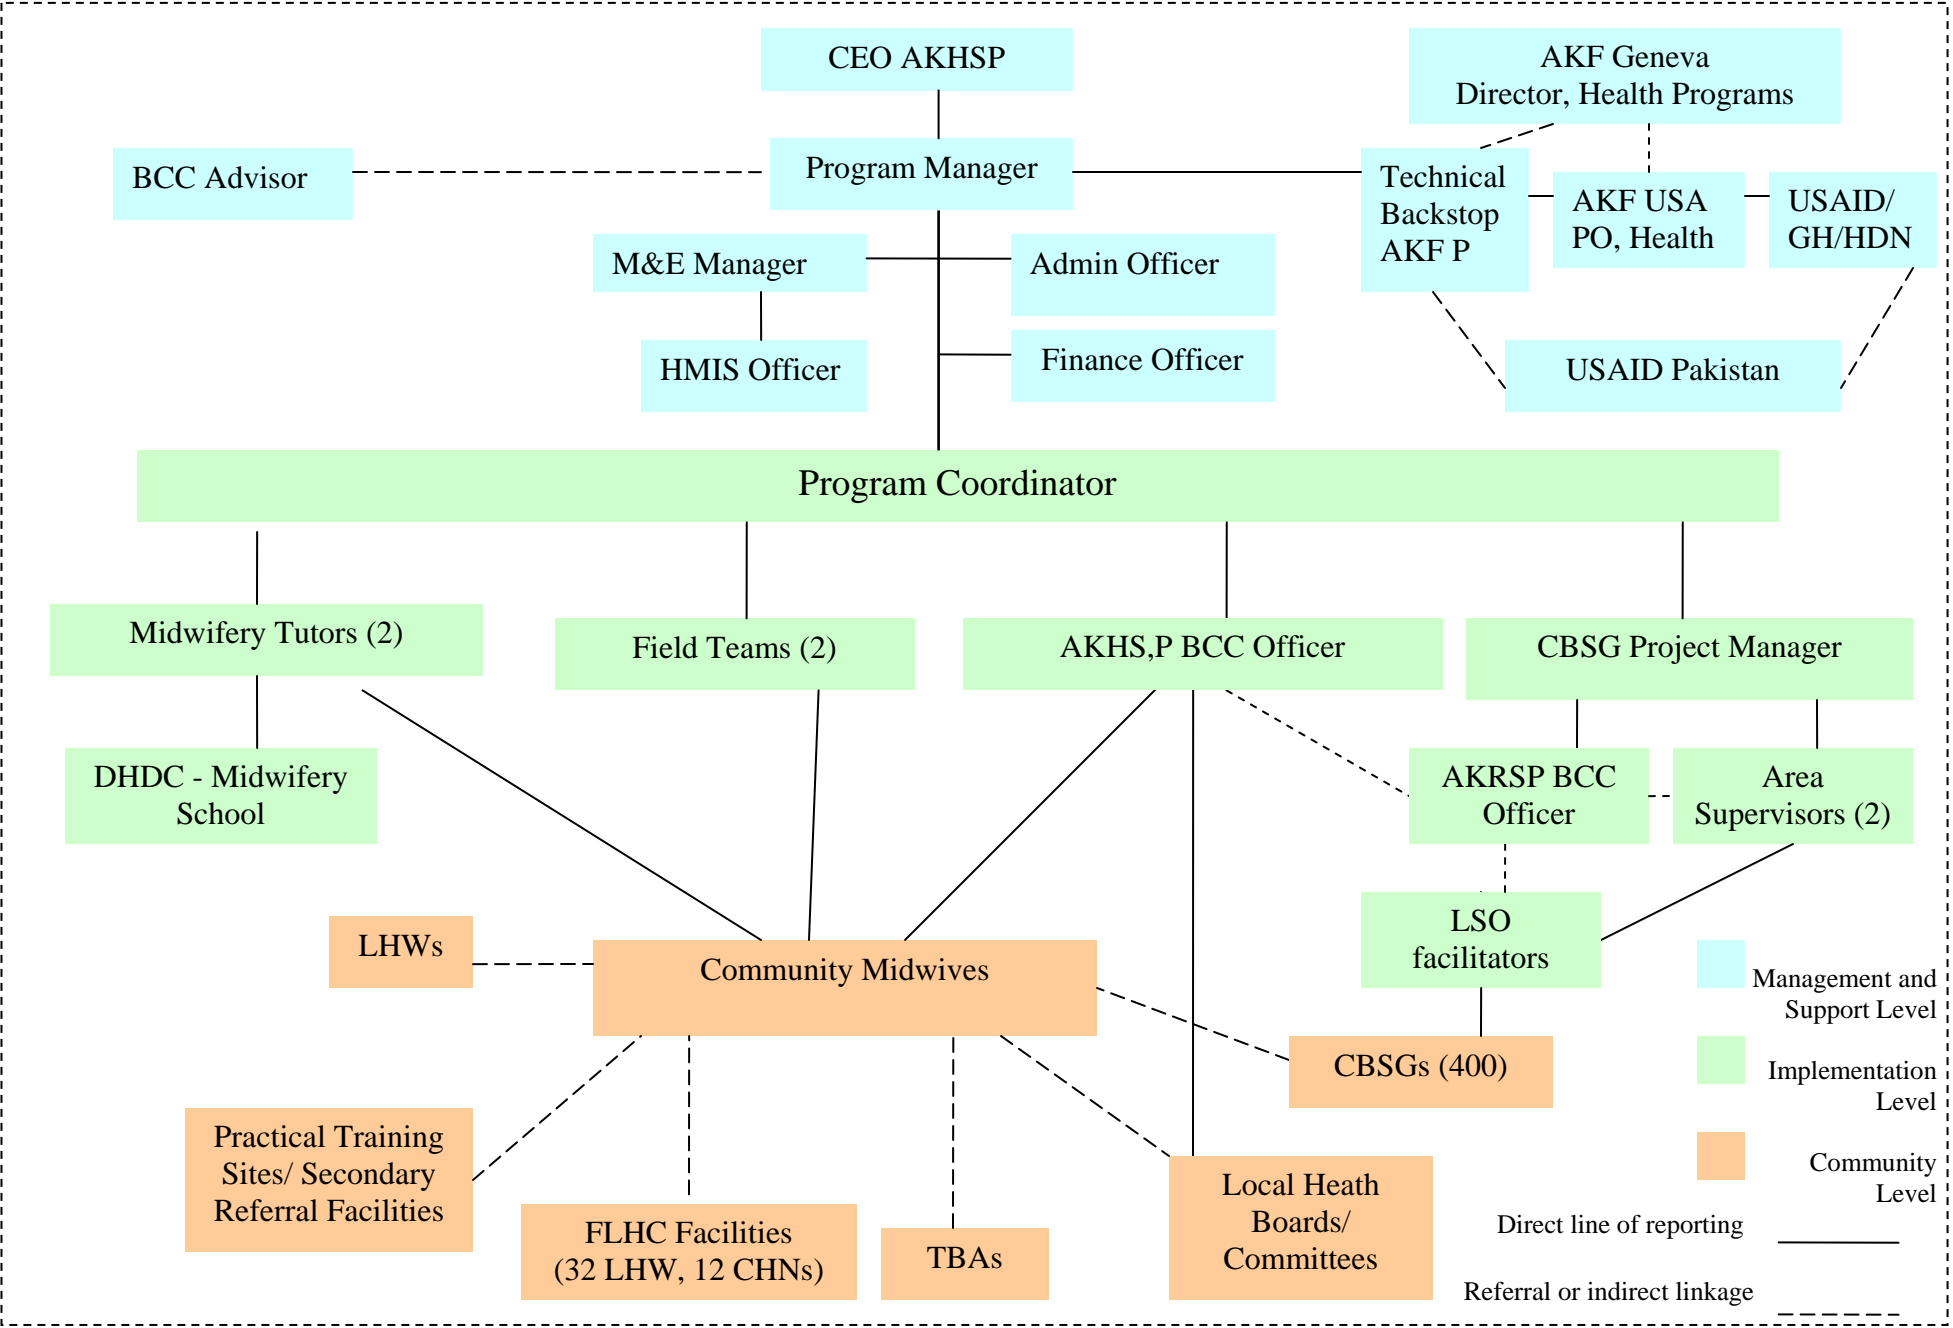 CEO AKHSP
AKF Geneva
Director, Health Programs
BCC Advisor
Program Manager
Technical
Backstop
AKF P
AKF USA
PO, Health
USAID/
GH/HDN
M&E Manager
Admin Officer
HMIS Officer
Finance Officer
USAID Pakistan
Program Coordinator
Midwifery Tutors (2)
Field Teams (2)
AKHS,P BCC Officer
CBSG Project Manager
DHDC - Midwifery
School
AKRSP BCC
Officer
Area
Supervisors (2)
LHWs
Community Midwives
LSO
facilitators
CBSGs (400)
Practical Training
Sites/ Secondary
Referral Facilities
FLHC Facilities
(32 LHW, 12 CHNs)
TBAs
Local Heath
Boards/
Committees
Management and
Support Level
Implementation
Level
Community
Level
Direct line of reporting
Referral or indirect linkage